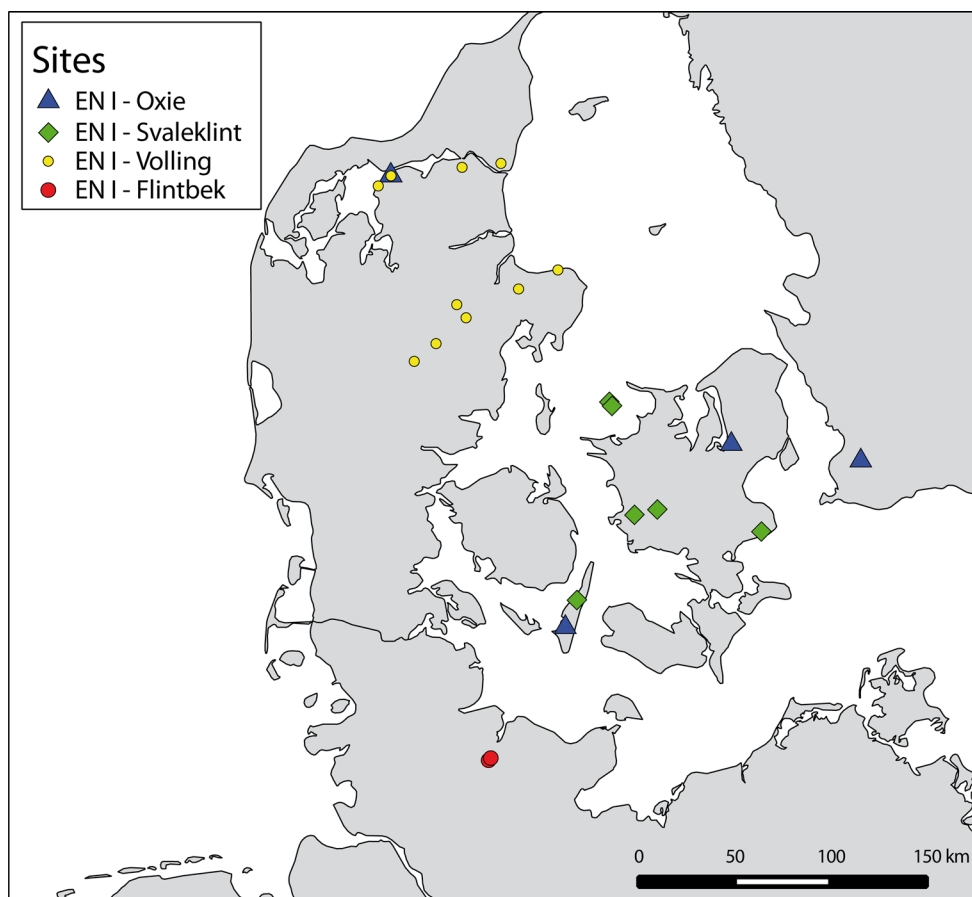 Sites
EN I - Oxie
EN I - Svaleklint
EN I - Volling
EN I - Flintbek
0 50 100 150 km